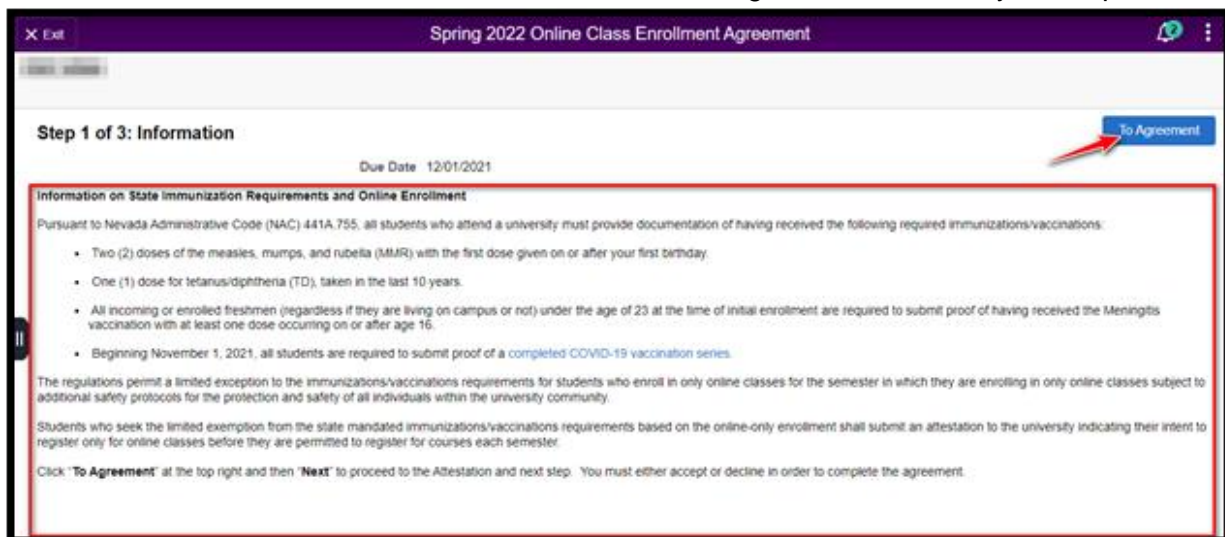 X Exit
Spring 2022 Online Class Enrollment Agreement
Step 1 of 3: Information
To Agreement
Due Date 12/01/2021
Information on State Immunization Requirements and Online Enrollment
Pursuant to Nevada Administrative Code (NAC) 441A.755, all students who attend a university must provide documentation of having received the following required immunizations/vaccinations:
• Two (2) doses of the measles, mumps, and rubella (MMR) with the first dose given on or after your first birthday.
• One (1) dose for tetanus/diphtheria (TD), taken in the last 10 years.
• All incoming or enrolled freshmen (regardless if they are living on campus or not) under the age of 23 at the time of initial enrollment are required to submit proof of having received the Meningitis
vaccination with at least one dose occurring on or after age 16.
• Beginning November 1, 2021, all students are required to submit proof of a completed COVID-19 vaccination series.
The regulations permit a limited exception to the immunizations/vaccinations requirements for students who enroll in only online classes for the semester in which they are enrolling in only online classes subject to
additional safety protocols for the protection and safety of all individuals within the university community.
Students who seek the limited exemption from the state mandated immunizations/vaccinations requirements based on the online-only enrollment shall submit an attestation to the university indicating their intent to
register only for online classes before they are permitted to register for courses each semester.
Click "To Agreement" at the top right and then "Next" to proceed to the Attestation and next step. You must either accept or decline in order to complete the agreement.